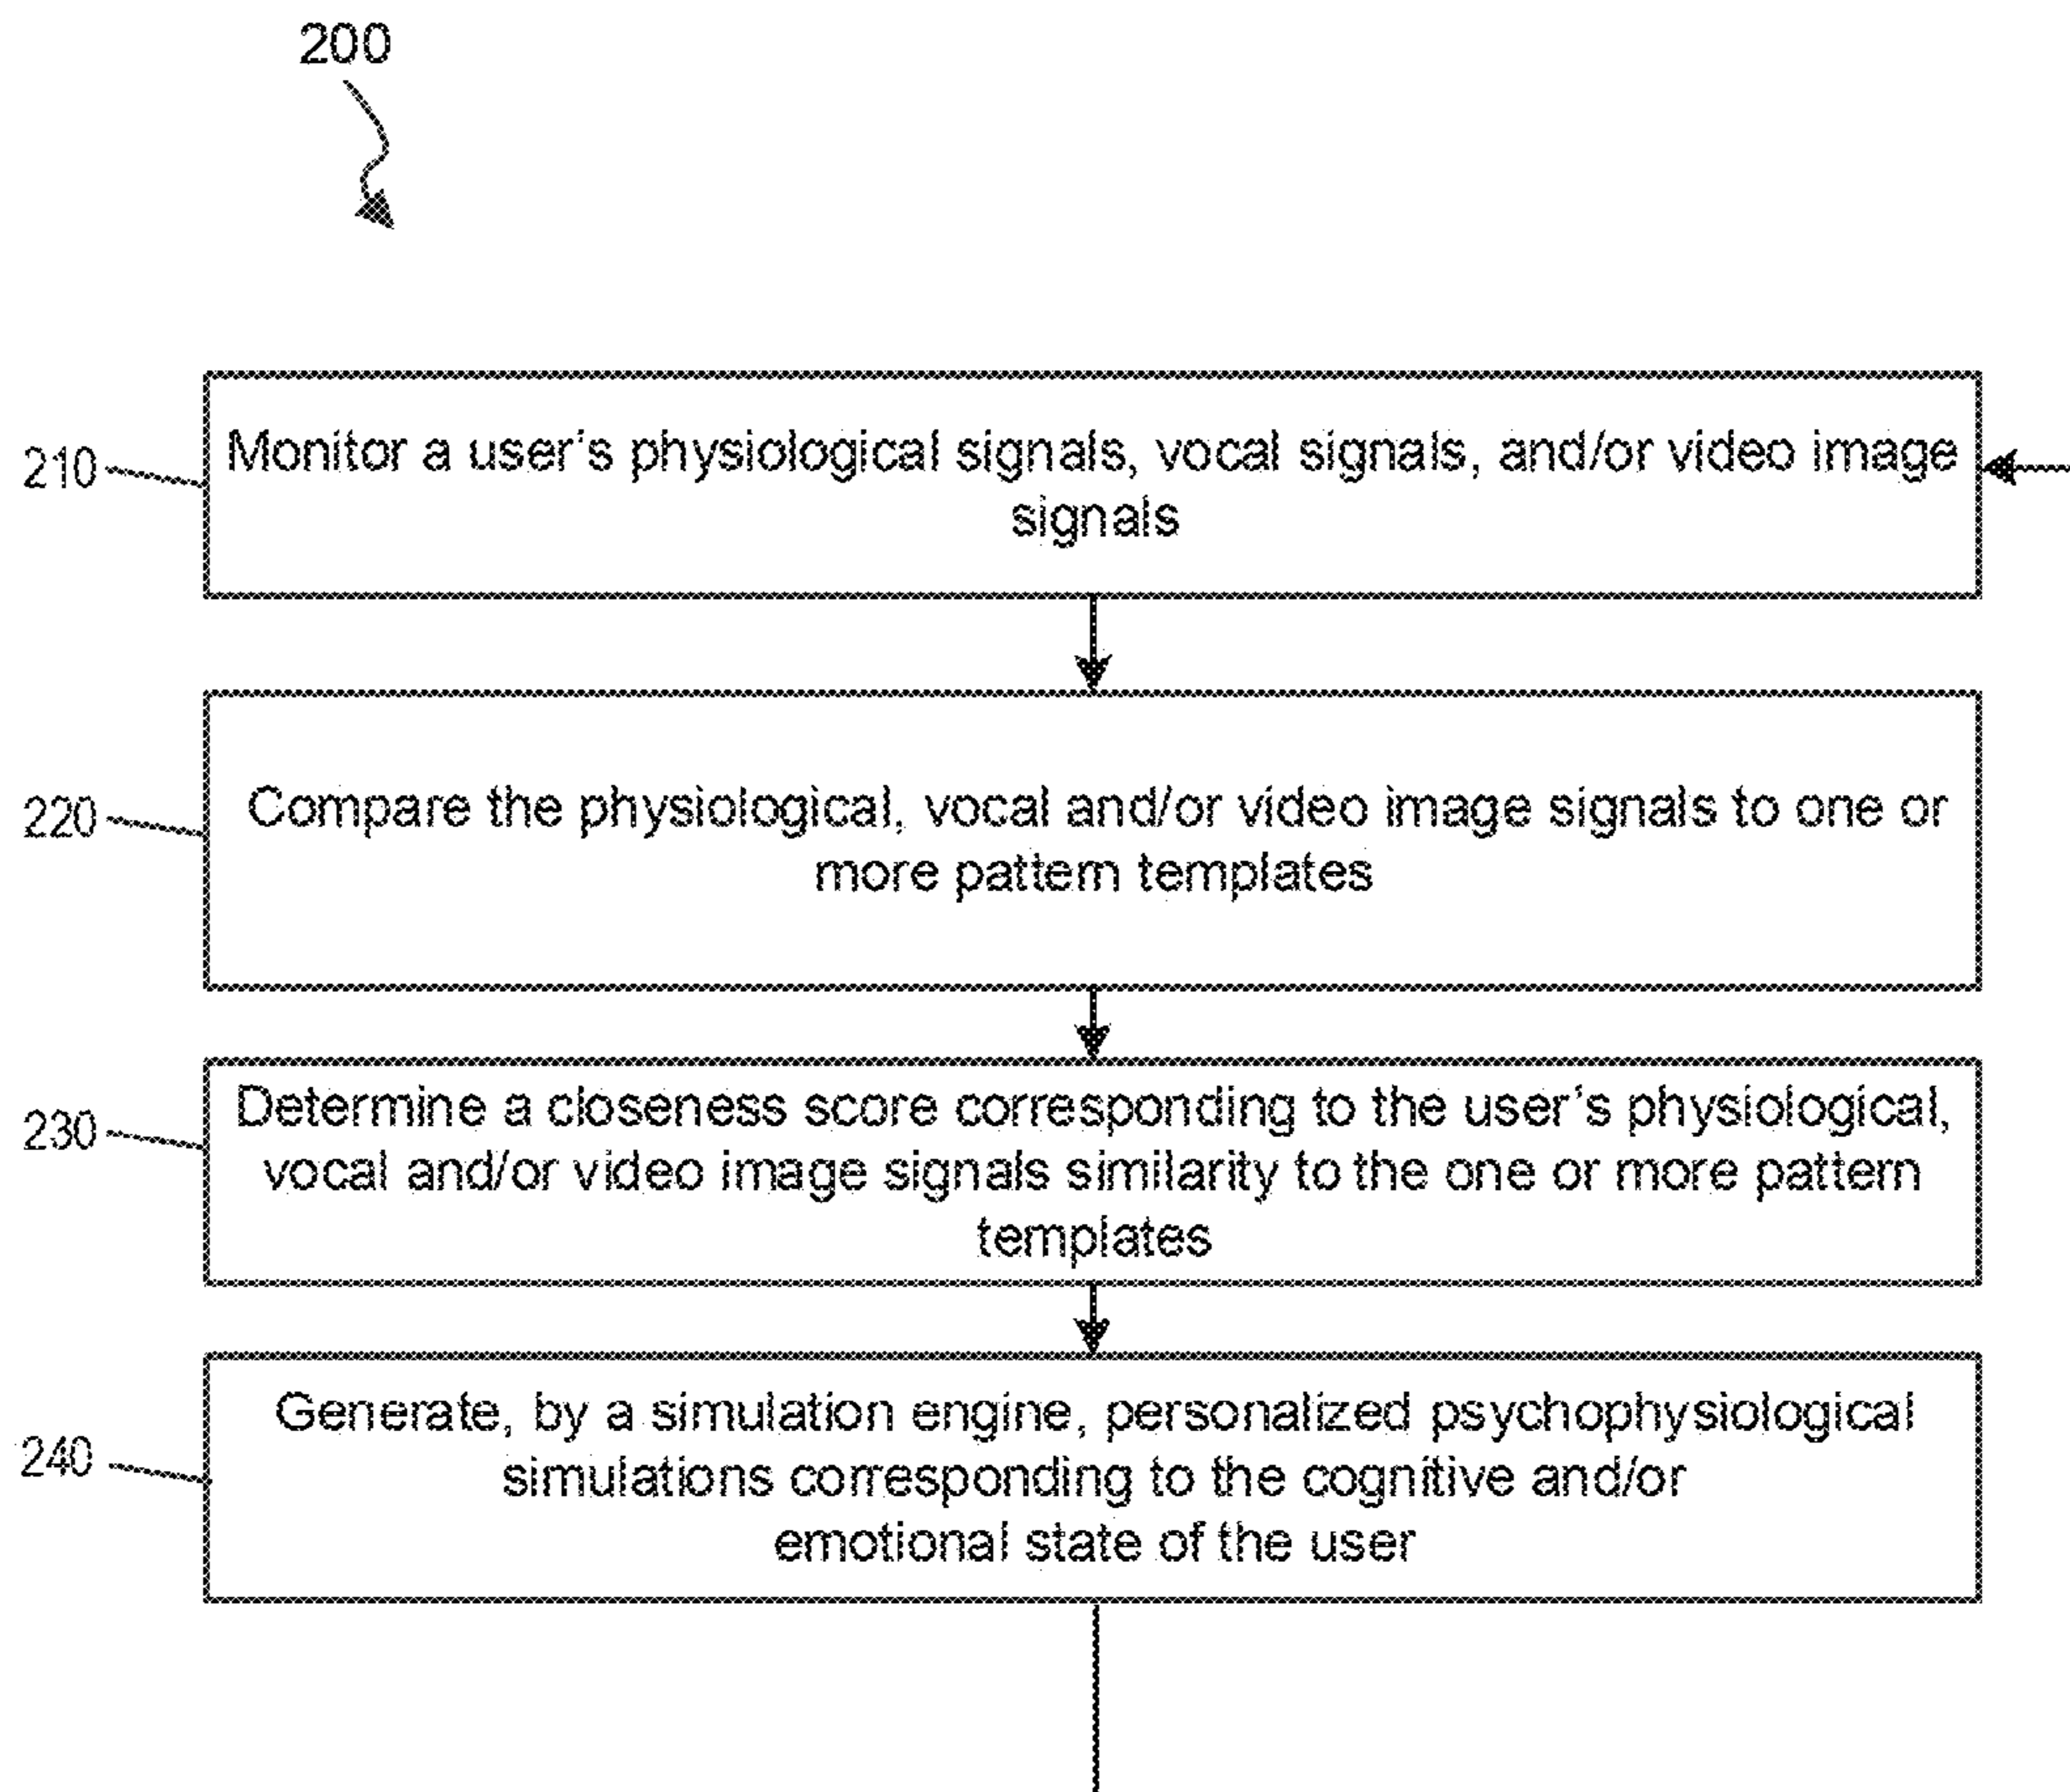 200
210
Monitor a user's physiological signals, vocal signals, and/or video image
signals
220
Compare the physiological, vocal and/or video image signals to one or
more pattern templates
230
Determine a closeness score corresponding to the user's physiological,
vocal and/or video image signals similarity to the one or more pattern
templates
240
Generate, by a simulation engine, personalized psychophysiological
simulations corresponding to the cognitive and/or
emotional state of the user